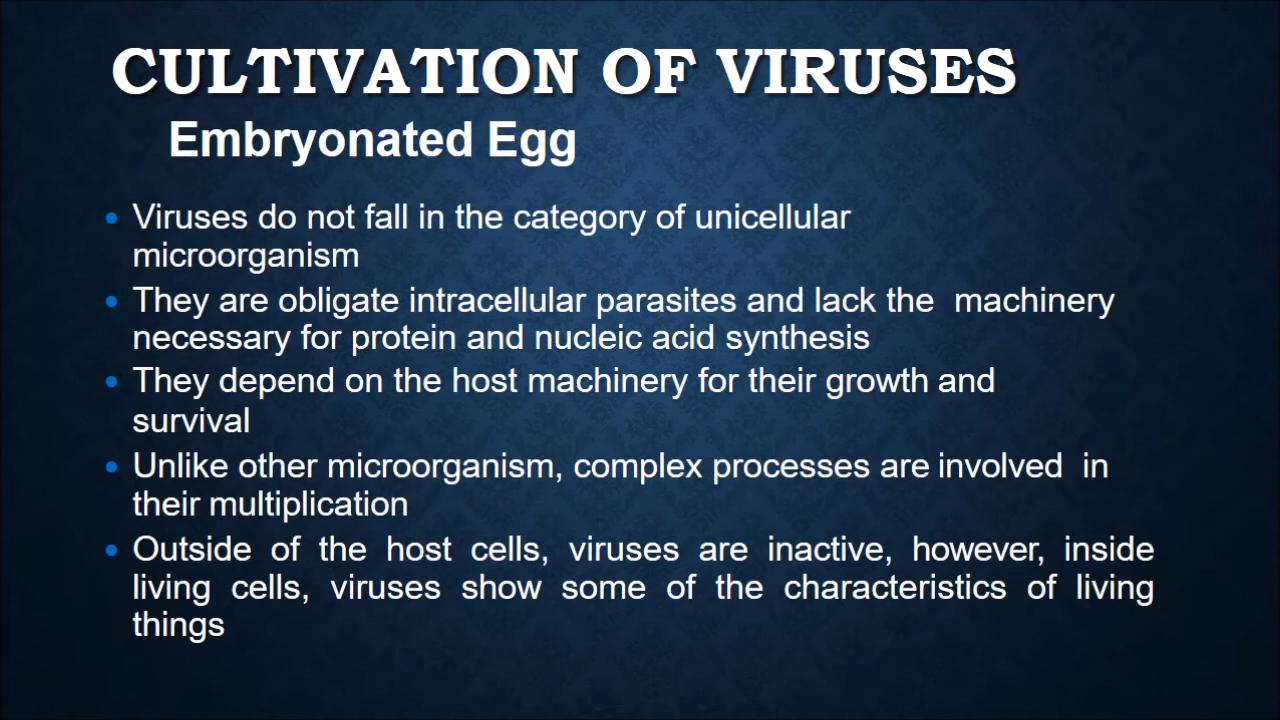 CULTIVATION OF VIRUSES
Embryonated Egg
• Viruses do not fall in the category of unicellular
microorganism
• They are obligate intracellular parasites and lack the machinery
necessary for protein and nucleic acid synthesis
• They depend on the host machinery for their growth and
survival
• Unlike other microorganism, complex processes are involved in
their multiplication
• Outside of the host cells, viruses are inactive, however, inside
living cells, viruses show some of the characteristics of living
things